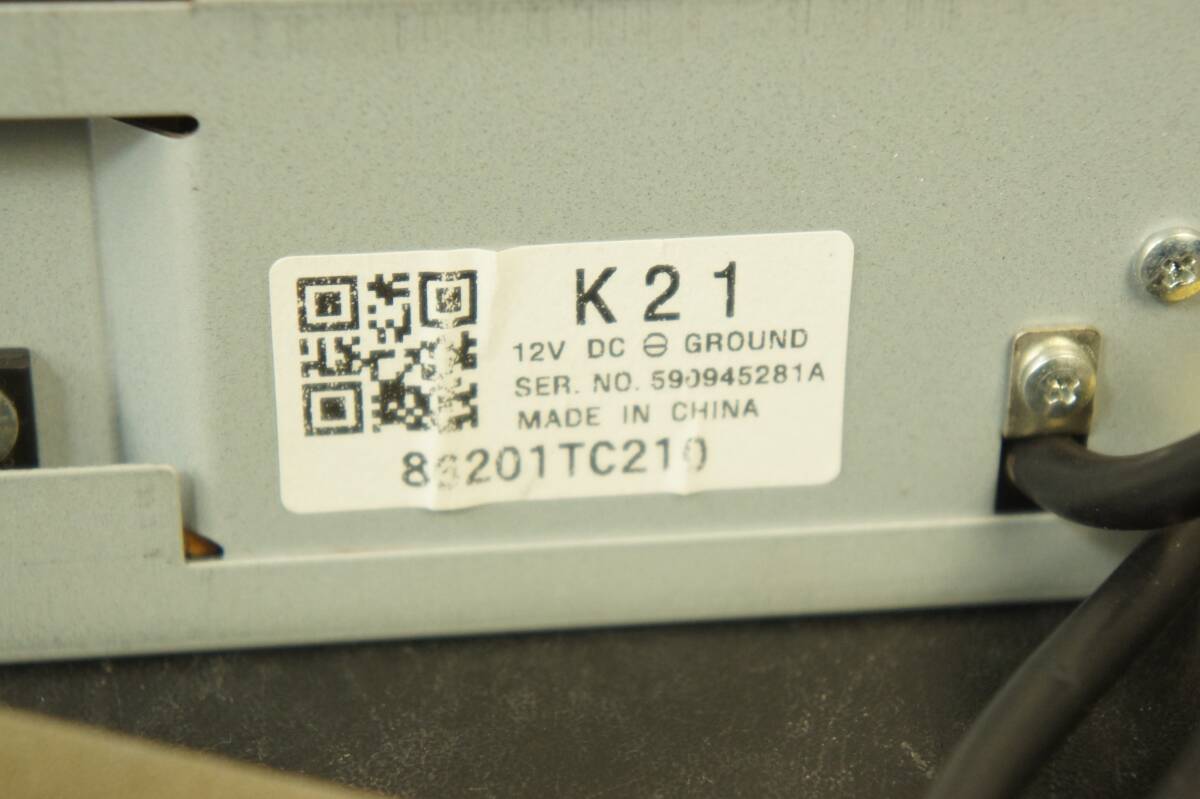 K21
12V DC ⊖ GROUND
SER. NO. 590945281A
MADE IN CHINA
86201TC210